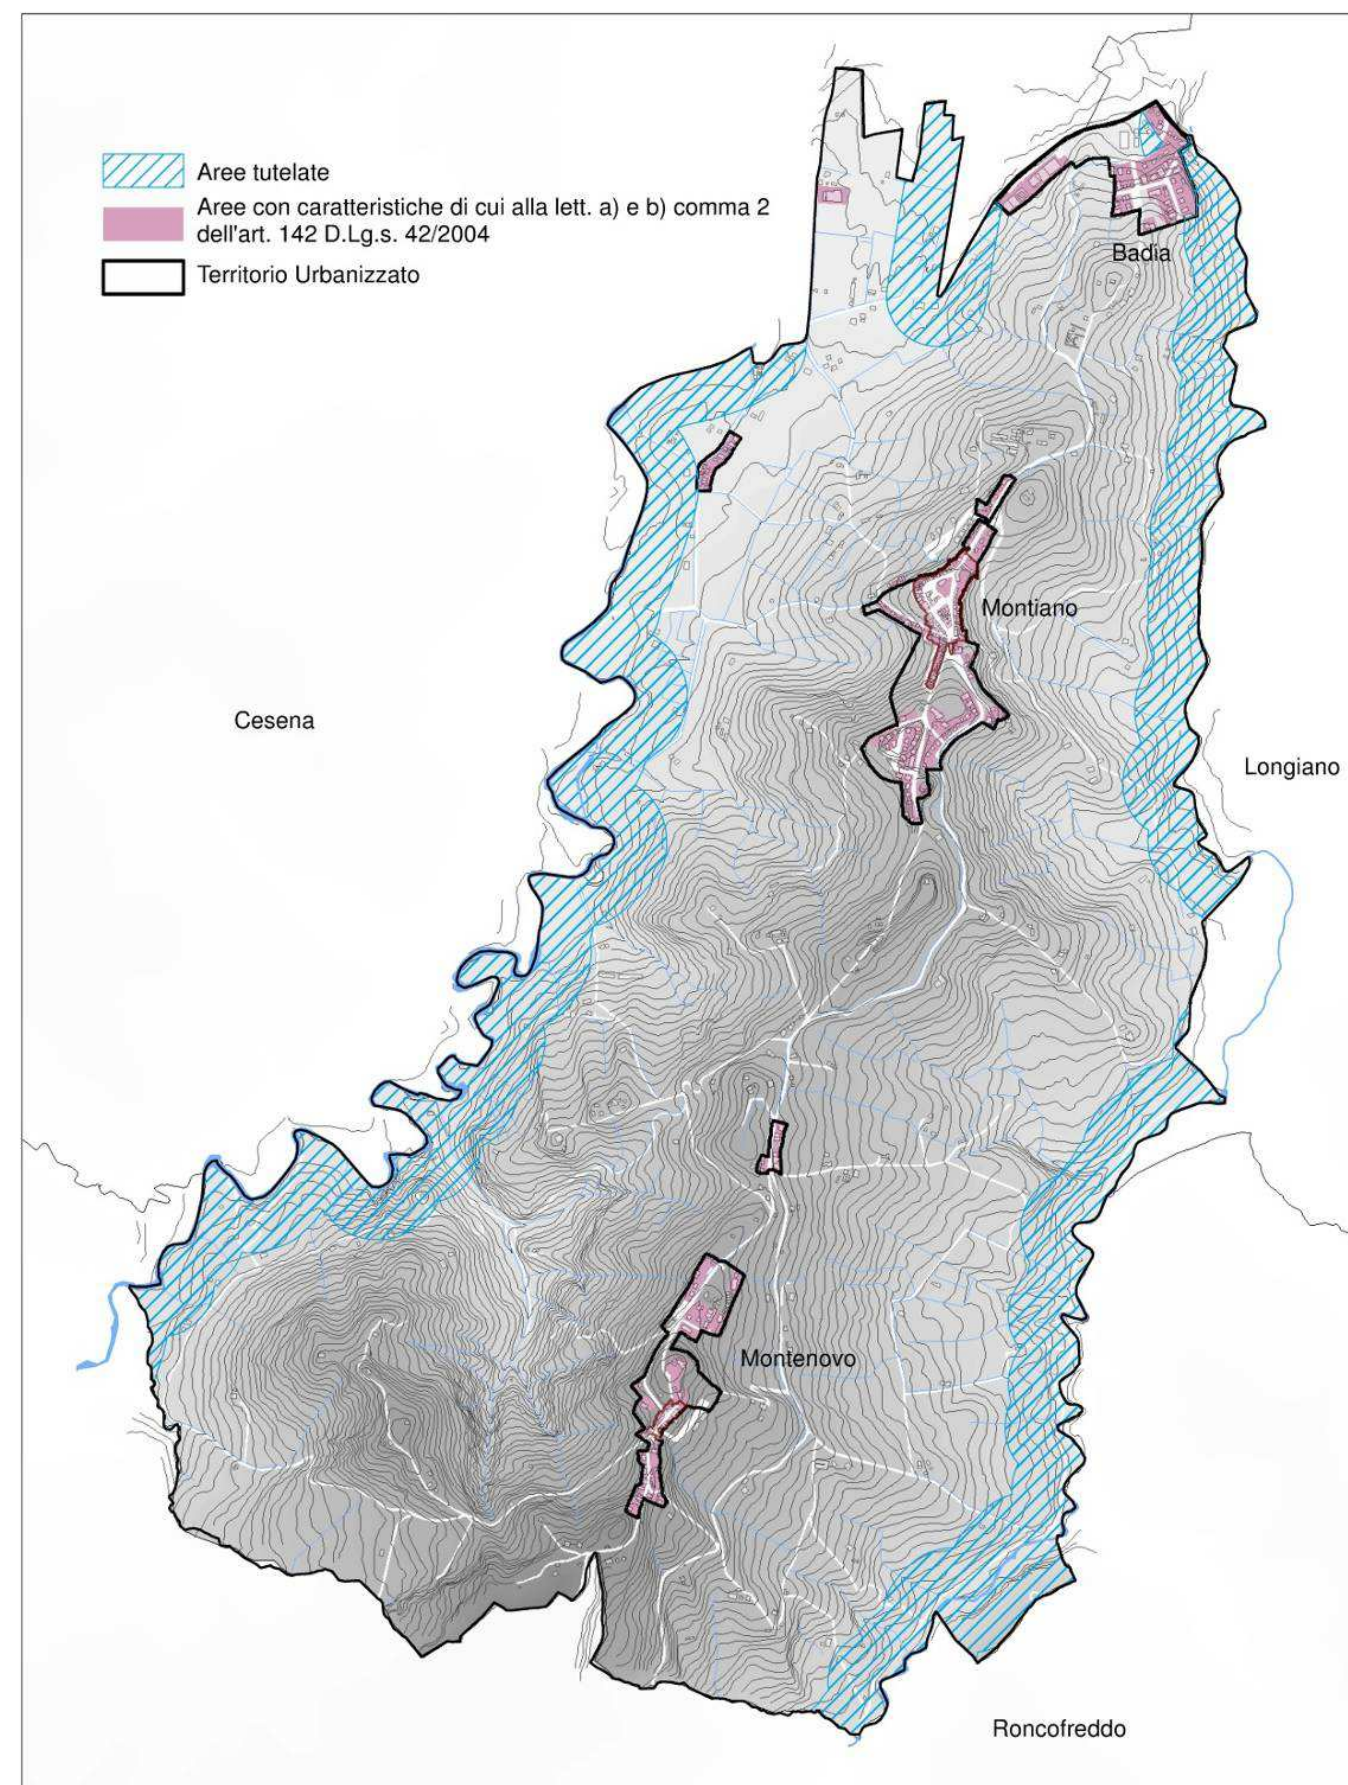 Aree tutelate
Aree con caratteristiche di cui alla lett. a) e b) comma 2
dell'art. 142 D.Lg.s. 42/2004
Territorio Urbanizzato
Badia
Montiano
Cesena
Longiano
Montenovo
Roncofreddo